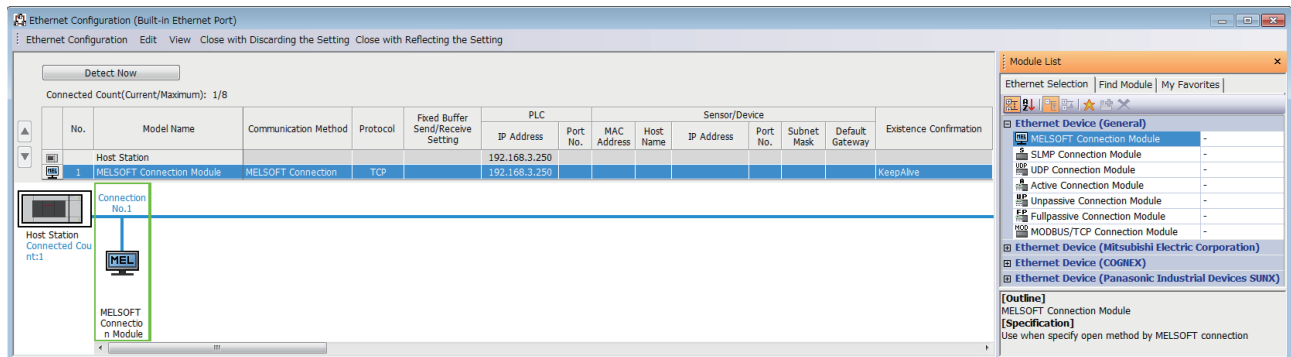 Ethernet Configuration (Built-in Ethernet Port)
Ethernet Configuration Edit View Close with Discarding the Setting Close with Reflecting the Setting
Detect Now
Connected Count(Current/Maximum): 1/8
No. Model Name Communication Method Protocol Fixed Buffer Send/Receive Setting PLC Sensor/Device Existence Confirmation
IP Address Port No. MAC Address Host Name IP Address Port No. Subnet Mask Default Gateway
Host Station 192.168.3.250
1 MELSOFT Connection Module MELSOFT Connection TCP 192.168.3.250 KeepAlive
Connection
No.1
Host Station
Connected Cou
nt:1
MEL
MELSOFT
Connectio
n Module
Module List
Ethernet Selection Find Module My Favorites
Ethernet Device (General)
MELSOFT Connection Module -
SLMP Connection Module -
UDP Connection Module -
Active Connection Module -
Unpassive Connection Module -
Fullpassive Connection Module -
MODBUS/TCP Connection Module -
Ethernet Device (Mitsubishi Electric Corporation)
Ethernet Device (COGNEX)
Ethernet Device (Panasonic Industrial Devices SUNX)
[Outline]
MELSOFT Connection Module
[Specification]
Use when specify open method by MELSOFT connection